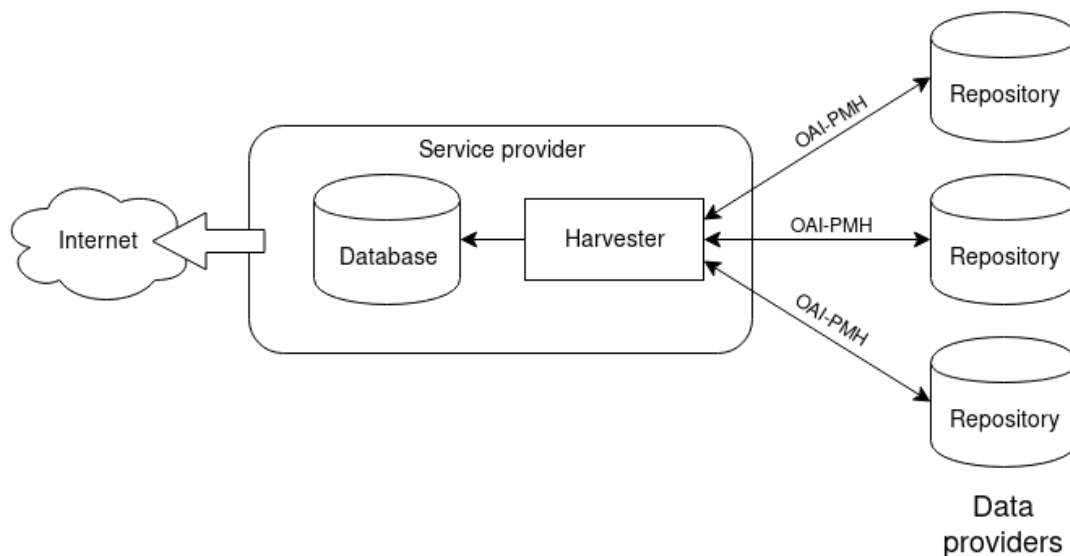 Service provider
Internet
Database
Harvester
OAI-PMH
OAI-PMH
OAI-PMH
Repository
Repository
Repository
Data
providers